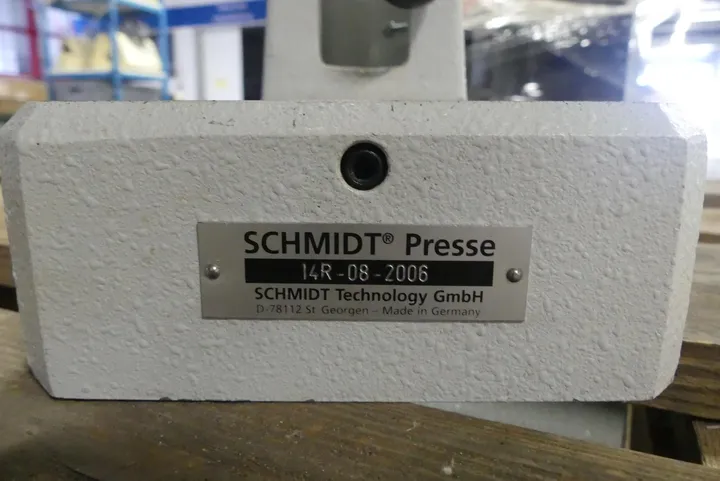 SCHMIDT® Presse
14R-08-2006
SCHMIDT Technology GmbH
D-78112 St Georgen – Made in Germany